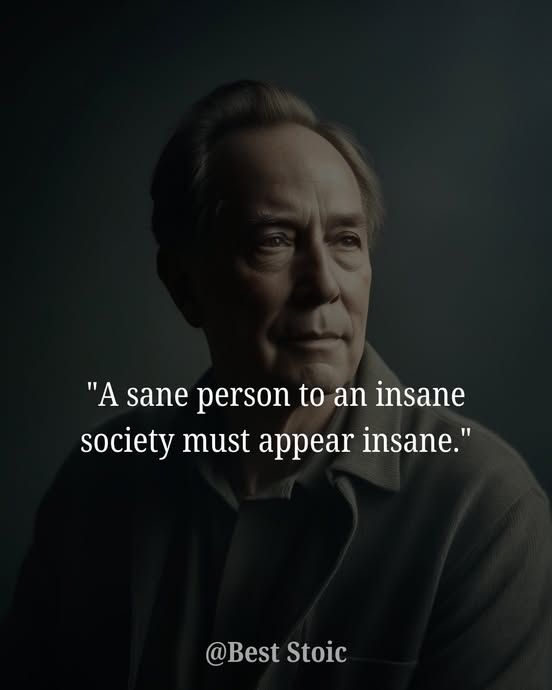 "A sane person to an insane
society must appear insane."
@Best Stoic